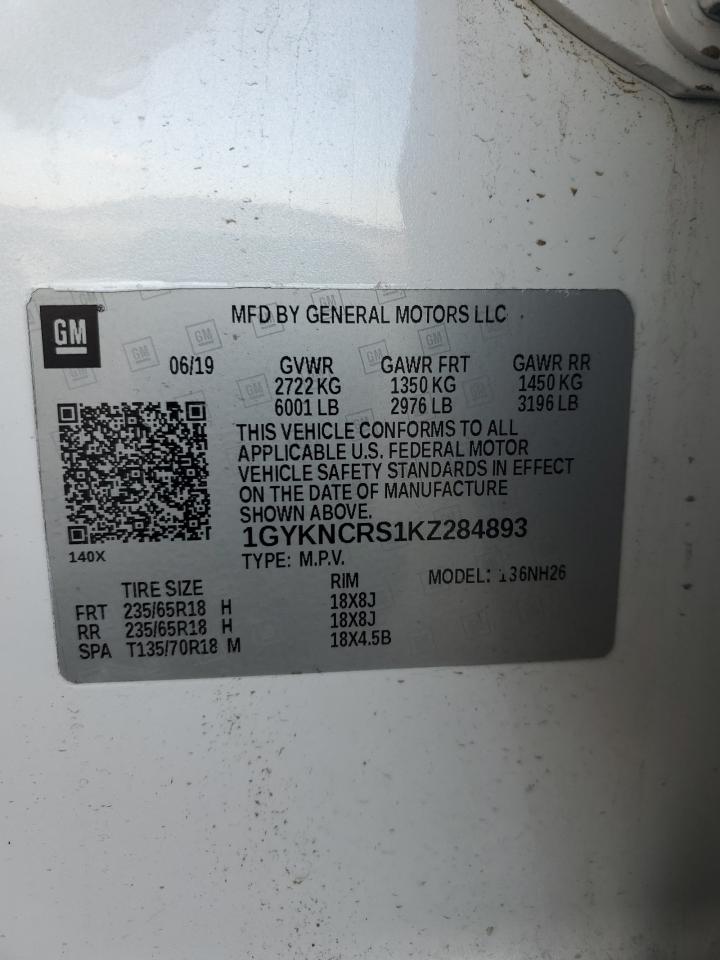 GM
MFD BY GENERAL MOTORS LLC
06/19 GVWR GAWR FRT GAWR RR
2722 KG 1350 KG 1450 KG
6001 LB 2976 LB 3196 LB
THIS VEHICLE CONFORMS TO ALL
APPLICABLE U.S. FEDERAL MOTOR
VEHICLE SAFETY STANDARDS IN EFFECT
ON THE DATE OF MANUFACTURE
SHOWN ABOVE.
1GYKNCRS1KZ284893
140X
TYPE: M.P.V. MODEL: 136NH26
TIRE SIZE RIM
FRT 235/65R18 H 18X8J
RR 235/65R18 H 18X8J
SPA T135/70R18 M 18X4.5B